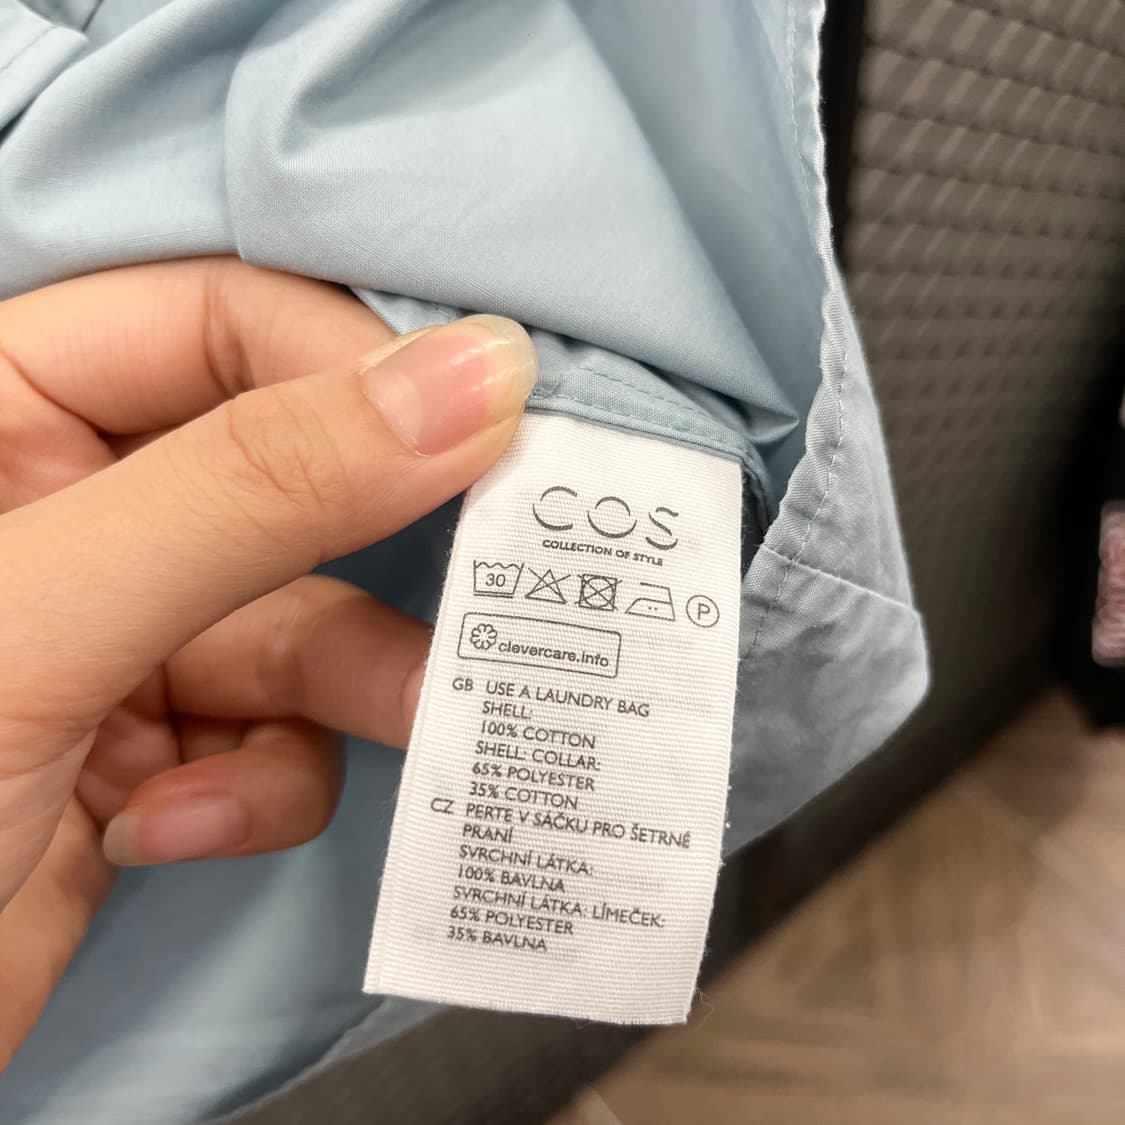 COS
COLLECTION OF STYLE
30 P
clevercare.info
GB USE A LAUNDRY BAG
SHELL:
100% COTTON
SHELL: COLLAR:
65% POLYESTER
35% COTTON
CZ PERTE V SÁČKU PRO ŠETRNÉ
PRANÍ
SVRCHNÍ LÁTKA:
100% BAVLNA
SVRCHNÍ LÁTKA: LÍMEČEK:
65% POLYESTER
35% BAVLNA